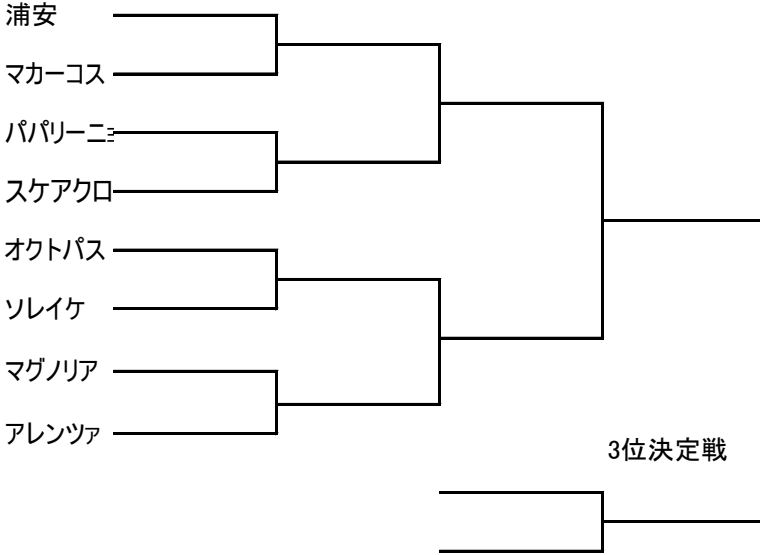 浦安
マカーコス
パパリーニョ
スケアクロ
オクトパス
ソレイケ
マグノリア
アレンツァ
3位決定戦